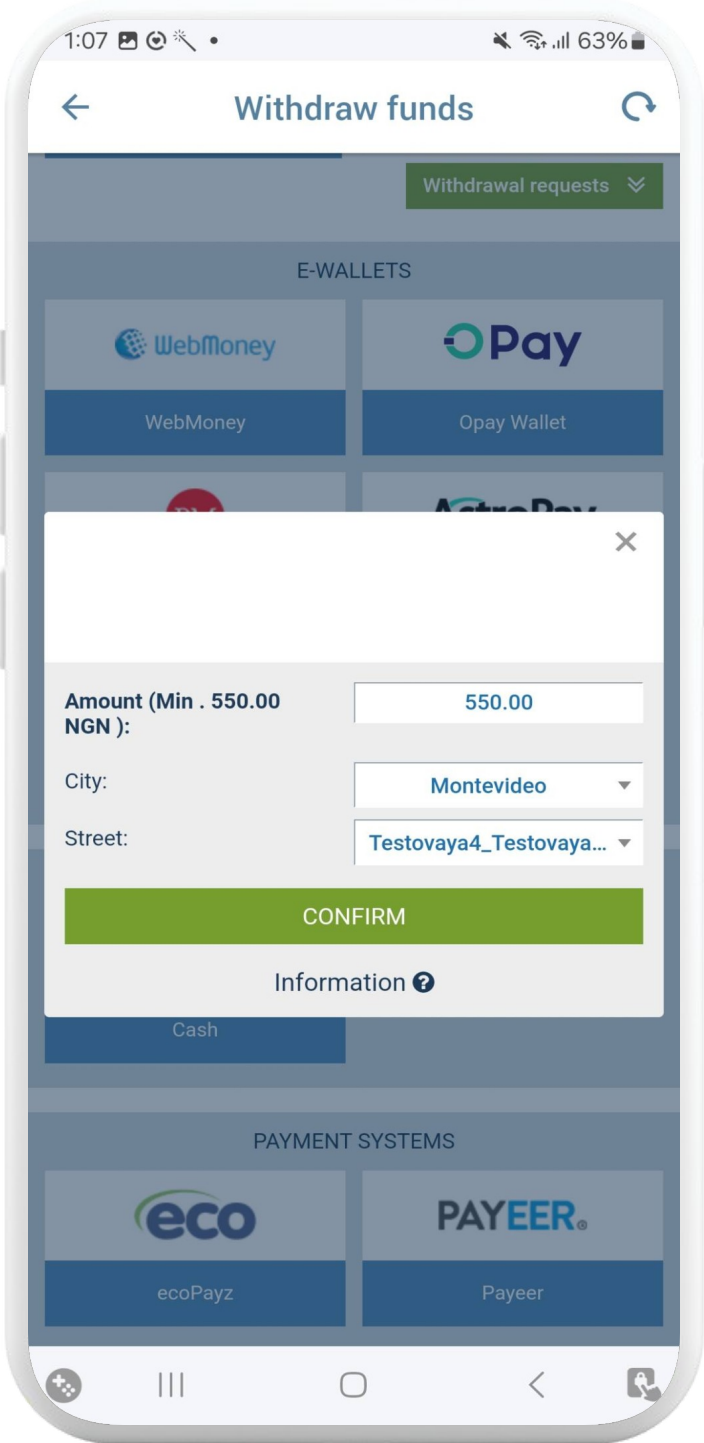 1:07
63%
Withdraw funds
Withdrawal requests
E-WALLETS
WebMoney
Pay
WebMoney
Opay Wallet
Amount (Min . 550.00
NGN ):
550.00
City:
Montevideo
Street:
Testovaya4_Testovaya...
CONFIRM
Information
Cash
PAYMENT SYSTEMS
eco
PAYEER®
ecoPayz
Payeer